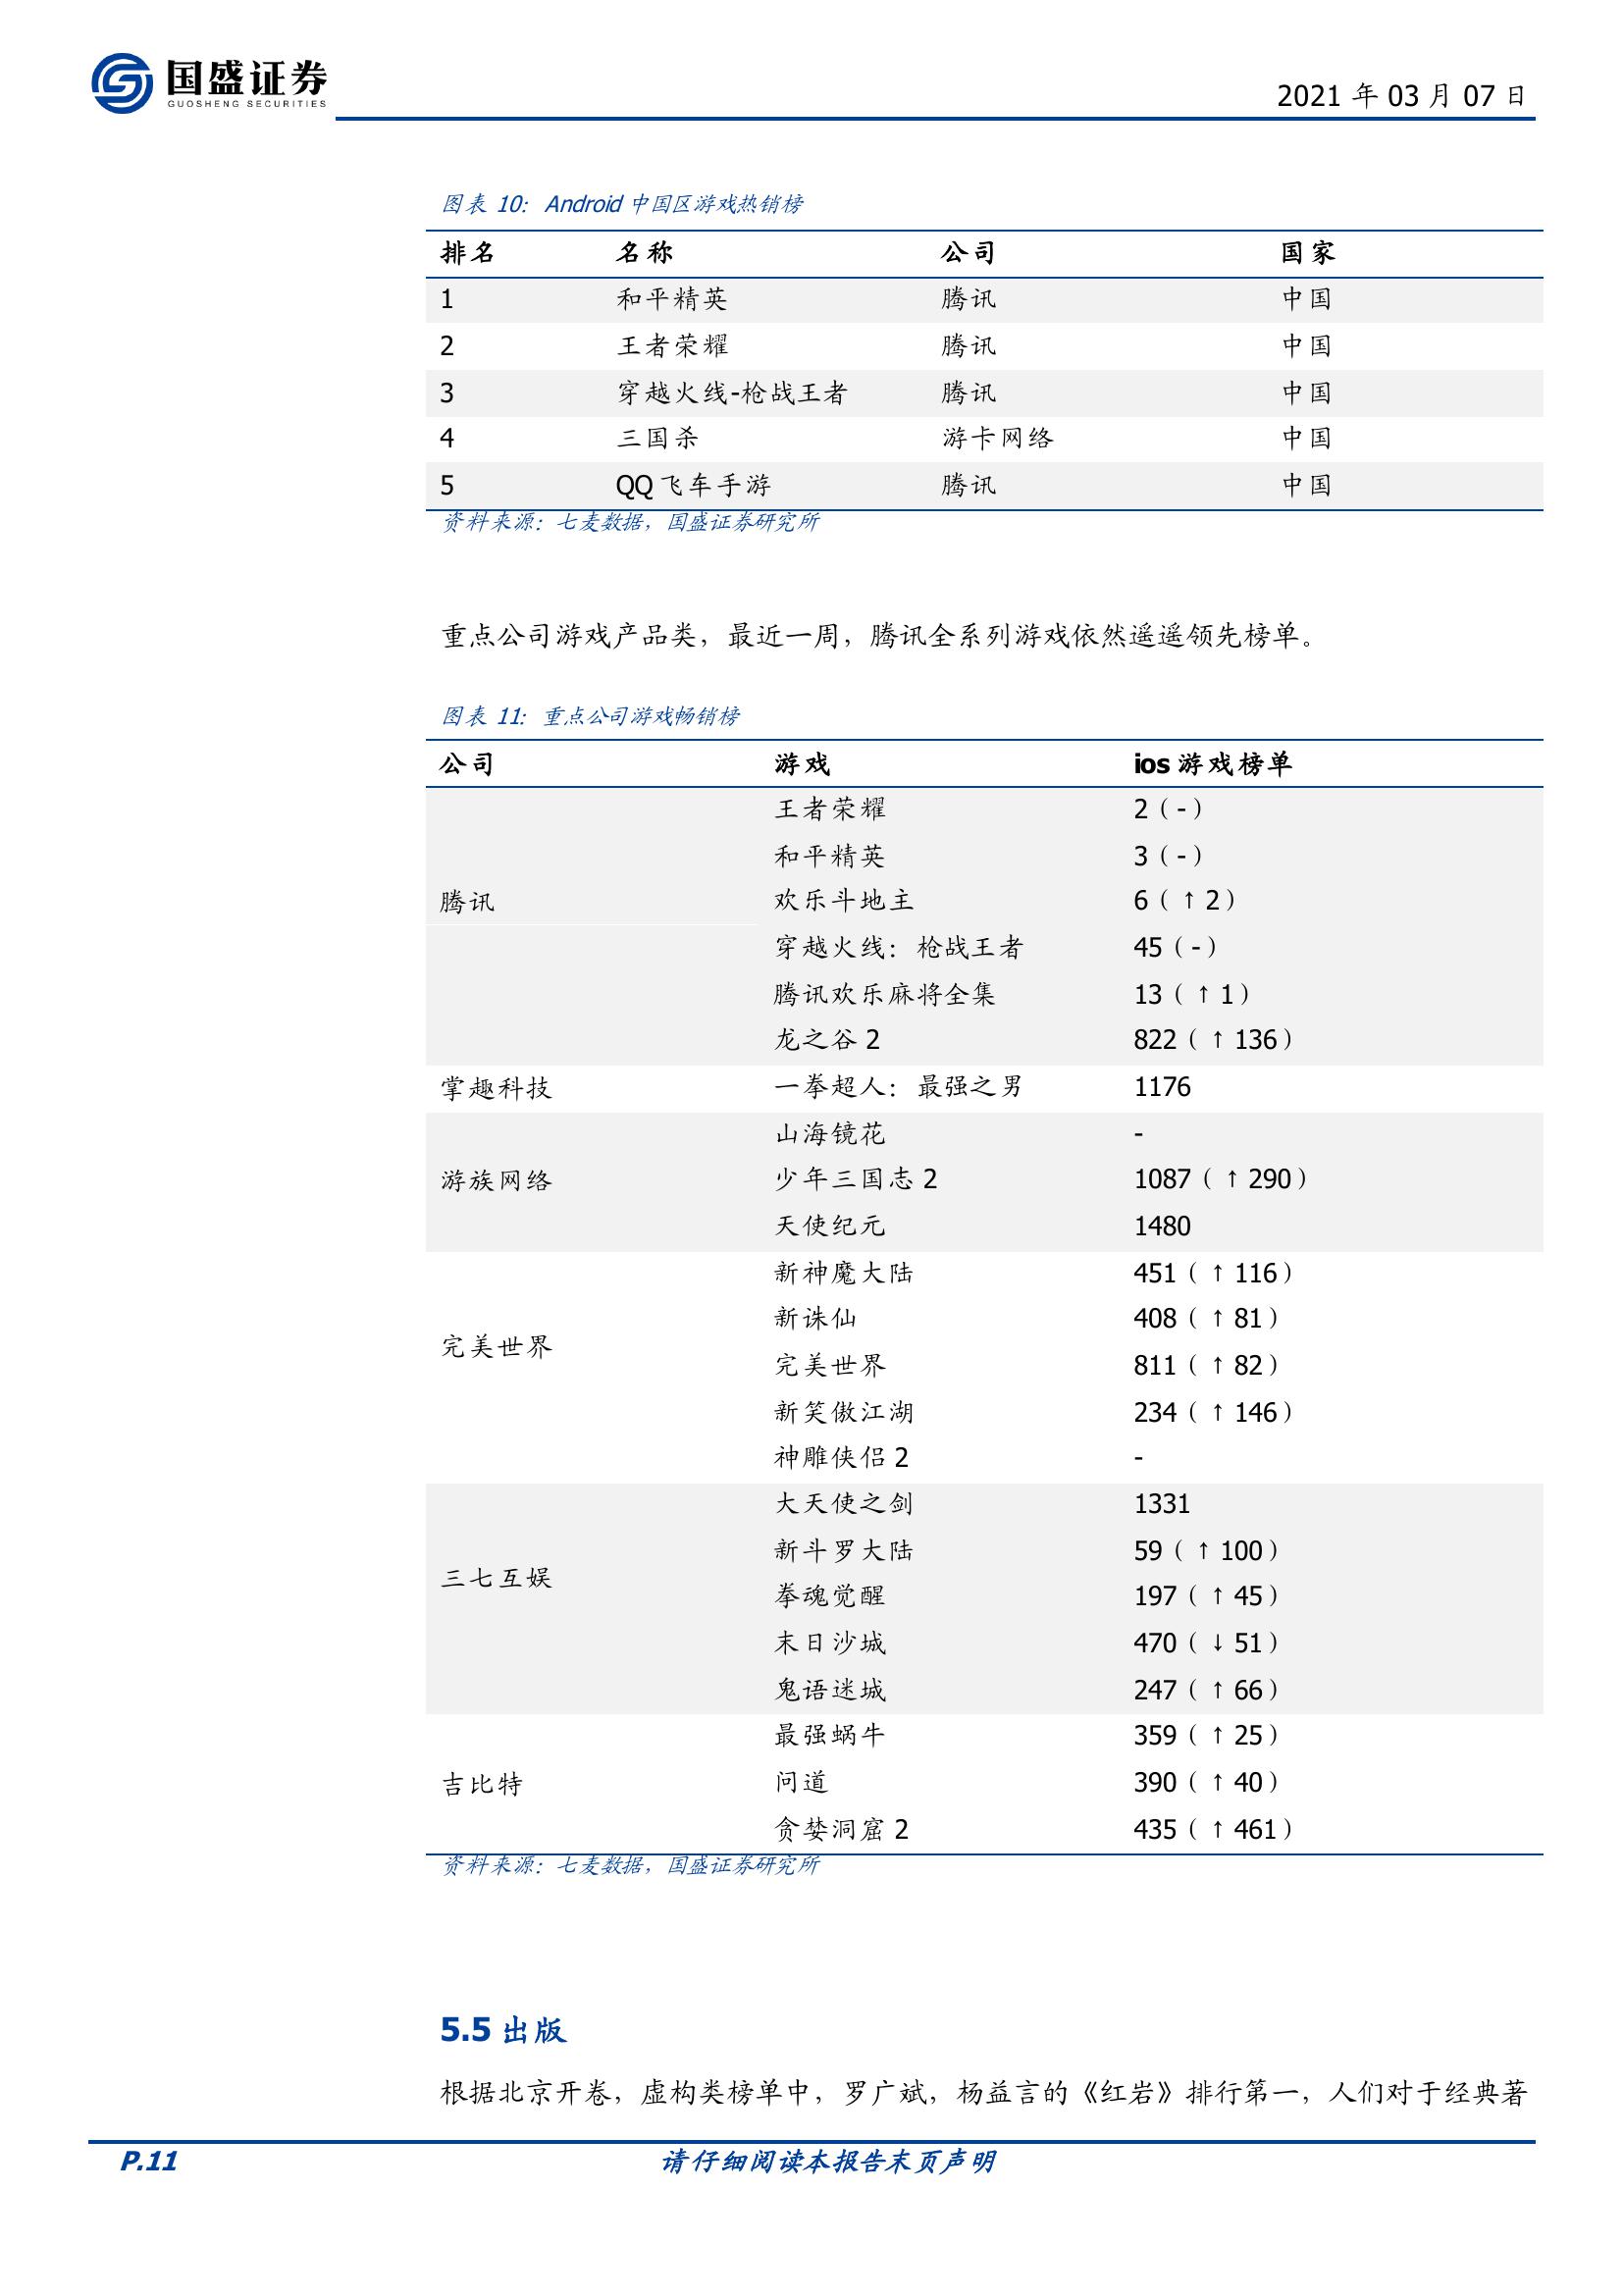 国盛证券
GUOSHENG SECURITIES
2021 年 03 月 07 日
图表 10：Android 中国区游戏热销榜
排名 名称 公司 国家
1 和平精英 腾讯 中国
2 王者荣耀 腾讯 中国
3 穿越火线-枪战王者 腾讯 中国
4 三国杀 游卡网络 中国
5 QQ 飞车手游 腾讯 中国
资料来源：七麦数据，国盛证券研究所
重点公司游戏产品类，最近一周，腾讯全系列游戏依然遥遥领先榜单。
图表 11：重点公司游戏畅销榜
公司 游戏 ios 游戏榜单
王者荣耀 2（-）
和平精英 3（-）
腾讯 欢乐斗地主 6（↑2）
穿越火线：枪战王者 45（-）
腾讯欢乐麻将全集 13（↑1）
龙之谷 2 822（↑136）
掌趣科技 一拳超人：最强之男 1176
山海镜花 -
游族网络 少年三国志 2 1087（↑290）
天使纪元 1480
新神魔大陆 451（↑116）
新诛仙 408（↑81）
完美世界 完美世界 811（↑82）
新笑傲江湖 234（↑146）
神雕侠侣 2 -
大天使之剑 1331
新斗罗大陆 59（↑100）
三七互娱 拳魂觉醒 197（↑45）
末日沙城 470（↓51）
鬼语迷城 247（↑66）
最强蜗牛 359（↑25）
吉比特 问道 390（↑40）
贪婪洞窟 2 435（↑461）
资料来源：七麦数据，国盛证券研究所
5.5 出版
根据北京开卷，虚构类榜单中，罗广斌，杨益言的《红岩》排行第一，人们对于经典著
P.11 请仔细阅读本报告末页声明